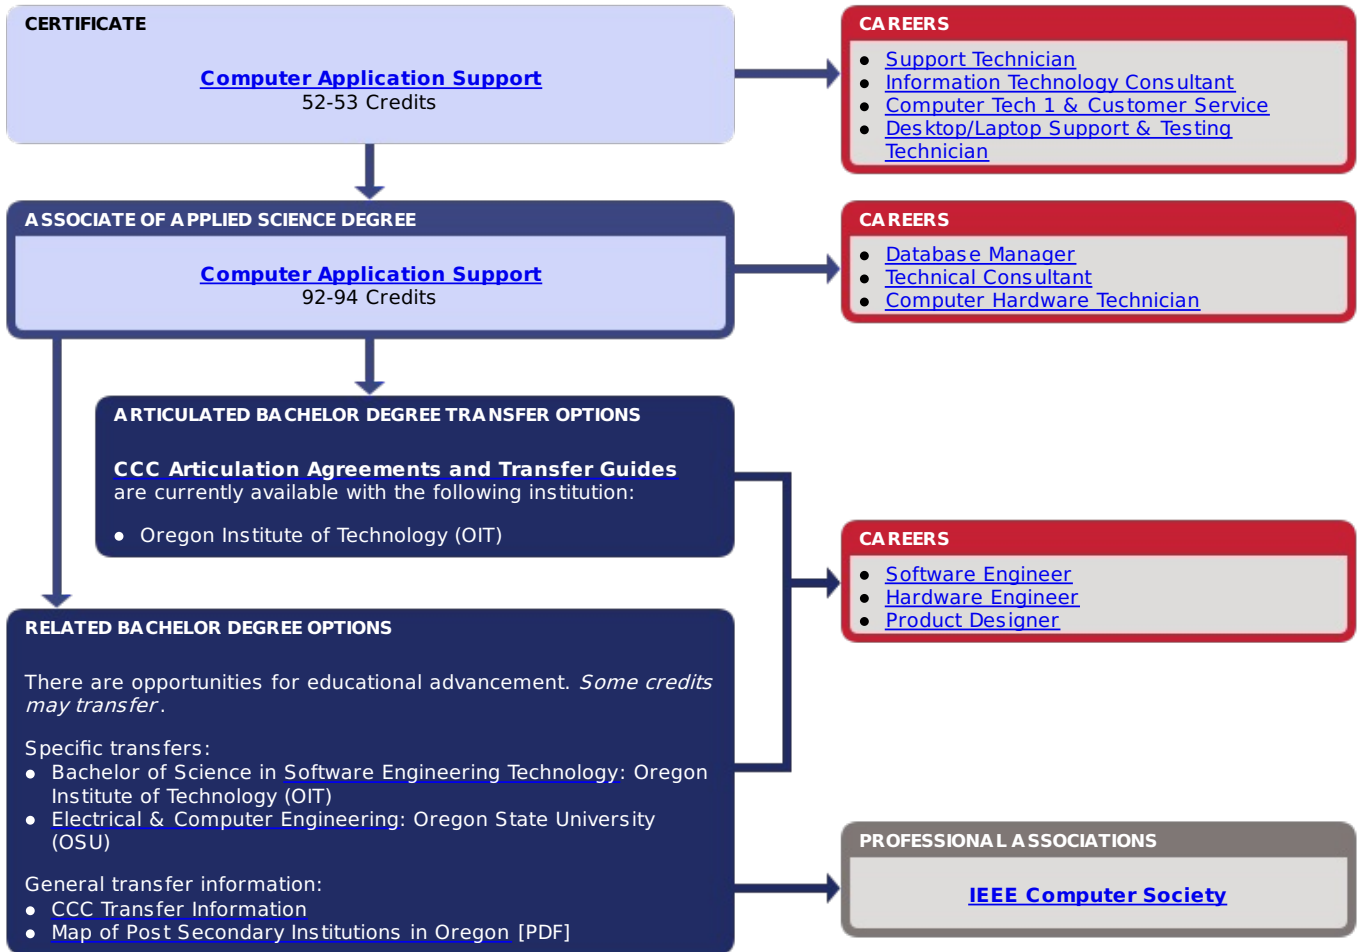 CERTIFICATE
Computer Application Support
52-53 Credits
CAREERS
● Support Technician
● Information Technology Consultant
● Computer Tech 1 & Customer Service
● Desktop/Laptop Support & Testing
Technician
ASSOCIATE OF APPLIED SCIENCE DEGREE
Computer Application Support
92-94 Credits
CAREERS
● Database Manager
● Technical Consultant
● Computer Hardware Technician
ARTICULATED BACHELOR DEGREE TRANSFER OPTIONS
CCC Articulation Agreements and Transfer Guides
are currently available with the following institution:
● Oregon Institute of Technology (OIT)
CAREERS
● Software Engineer
● Hardware Engineer
● Product Designer
RELATED BACHELOR DEGREE OPTIONS
There are opportunities for educational advancement. Some credits
may transfer.
Specific transfers:
● Bachelor of Science in Software Engineering Technology: Oregon
Institute of Technology (OIT)
● Electrical & Computer Engineering: Oregon State University
(OSU)
General transfer information:
● CCC Transfer Information
● Map of Post Secondary Institutions in Oregon [PDF]
PROFESSIONAL ASSOCIATIONS
IEEE Computer Society